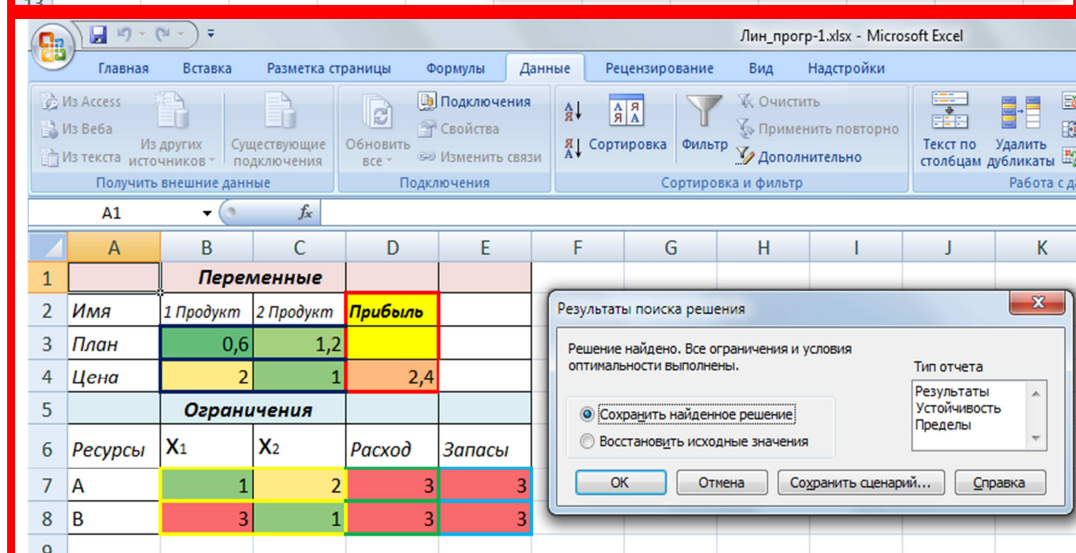 13
Лин_прогр-1.xlsx - Microsoft Excel
Главная Вставка Разметка страницы Формулы Данные Рецензирование Вид Надстройки
Из Access
Из Веба
Из текста
Из других источников
Существующие подключения
Получить внешние данные
Обновить все
Подключения
Свойства
Изменить связи
Подключения
Сортировка
Фильтр
Очистить
Применить повторно
Дополнительно
Сортировка и фильтр
Текст по столбцам
Удалить дубликаты
Работа с да
A1 fx
A B C D E F G H I J K
1 Переменные
2 Имя 1 Продукт 2 Продукт Прибыль
3 План 0,6 1,2
4 Цена 2 1 2,4
5 Ограничения
6 Ресурсы X1 X2 Расход Запасы
7 A 1 2 3 3
8 B 3 1 3 3
9
Результаты поиска решения
Решение найдено. Все ограничения и условия
оптимальности выполнены.
Тип отчета
Результаты
Устойчивость
Пределы
Сохранить найденное решение
Восстановить исходные значения
ОК Отмена Сохранить сценарий... Справка